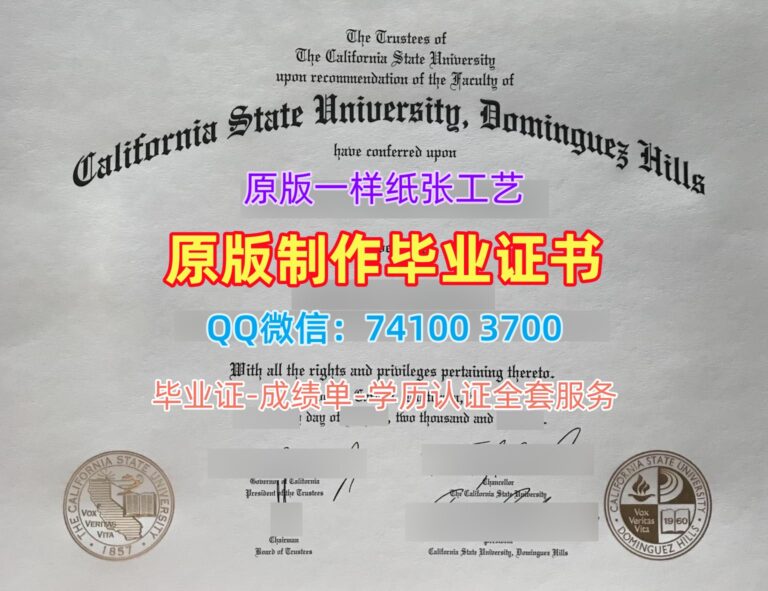 The Trustees of
The California State University
upon recommendation of the Faculty of
California State University, Dominguez Hills
have conferred upon
原版一样纸张工艺
原版制作毕业证书
QQ微信：74100 3700
With all the rights and privileges pertaining thereto.
毕业证-成绩单-学历认证全套服务
day of
, two thousand and
Governor of California
President of the Trustees
Chancellor
The California State University
Chairman
Board of Trustees
California State University, Dominguez Hills
THE CALIFORNIA STATE UNIVERSITY
VOX
VERITAS
VITA
1857
CALIFORNIA STATE UNIVERSITY
Vox
Veritas
Vita
1960
DOMINGUEZ HILLS